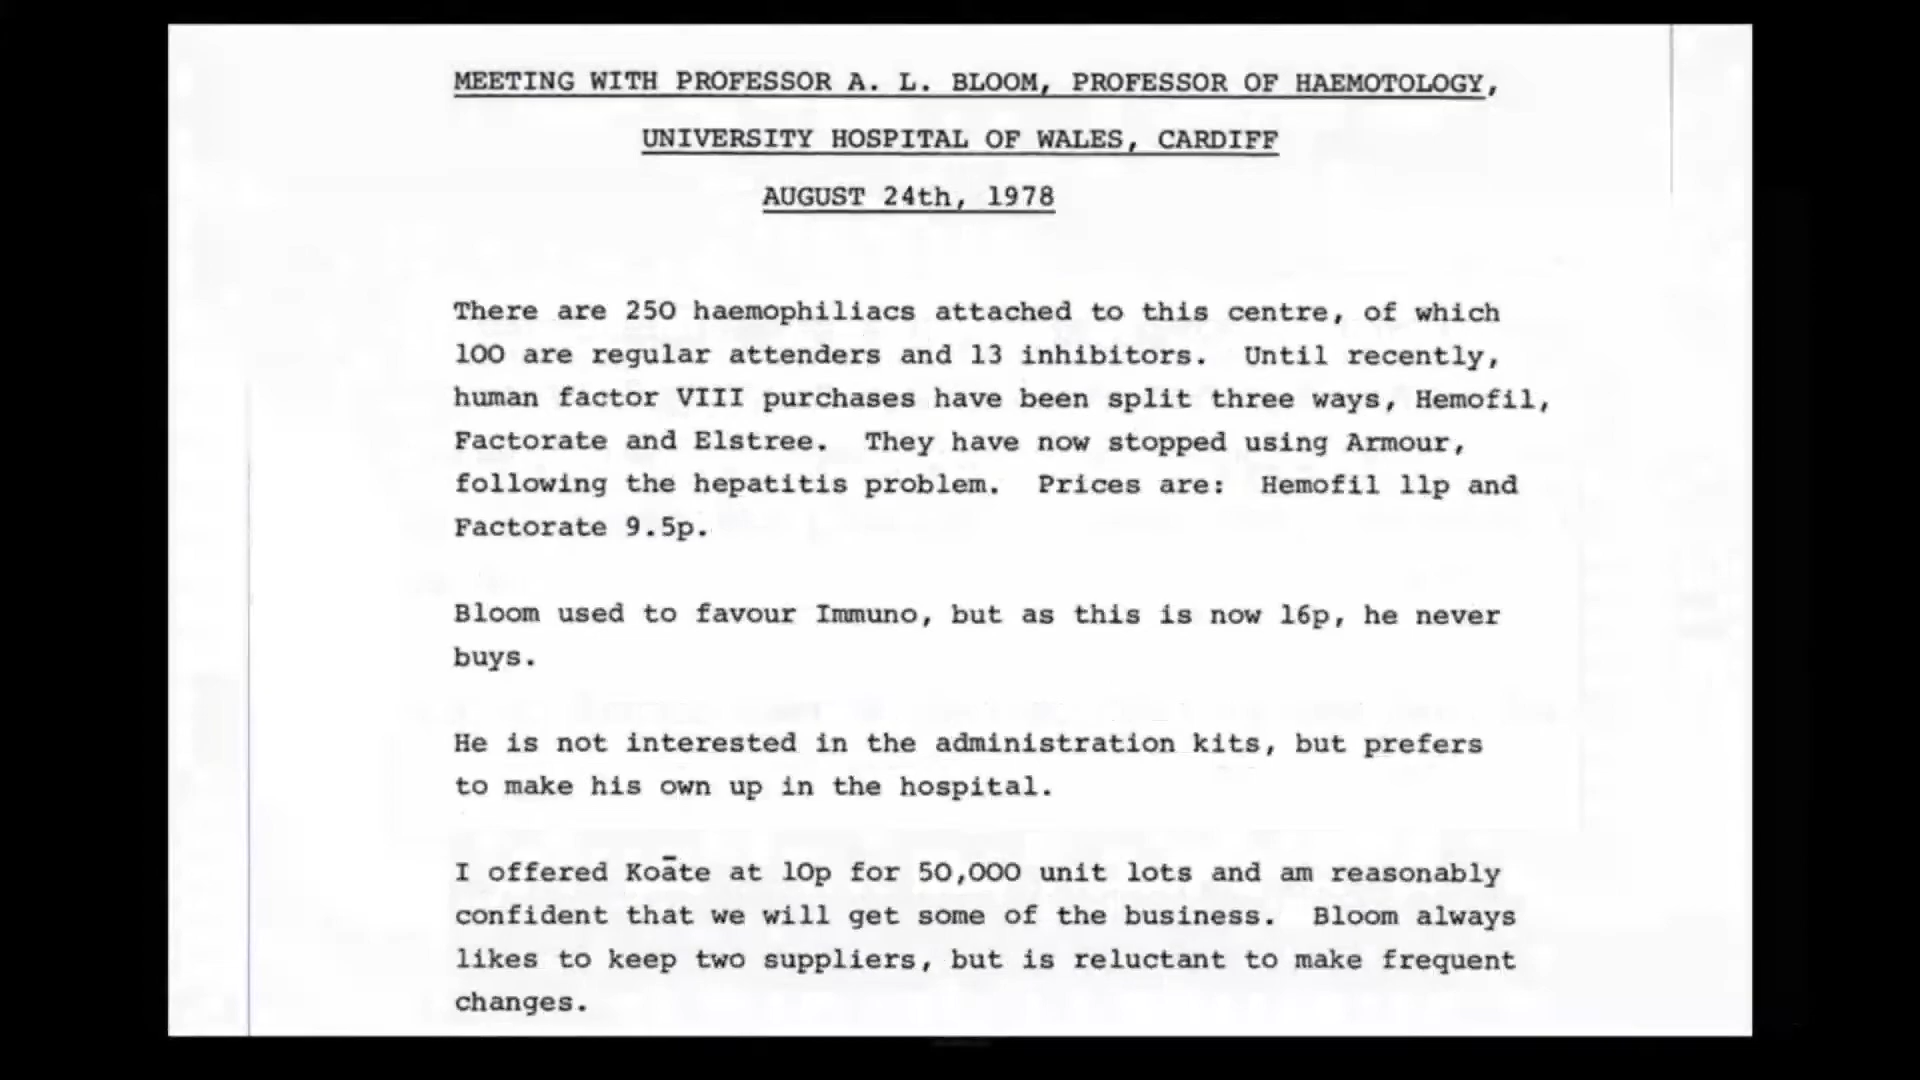 MEETING WITH PROFESSOR A. L. BLOOM, PROFESSOR OF HAEMOTOLOGY,
UNIVERSITY HOSPITAL OF WALES, CARDIFF
AUGUST 24th, 1978
There are 250 haemophiliacs attached to this centre, of which
100 are regular attenders and 13 inhibitors. Until recently,
human factor VIII purchases have been split three ways, Hemofil,
Factorate and Elstree. They have now stopped using Armour,
following the hepatitis problem. Prices are: Hemofil 11p and
Factorate 9.5p.
Bloom used to favour Immuno, but as this is now 16p, he never
buys.
He is not interested in the administration kits, but prefers
to make his own up in the hospital.
I offered Koāte at 10p for 50,000 unit lots and am reasonably
confident that we will get some of the business. Bloom always
likes to keep two suppliers, but is reluctant to make frequent
changes.